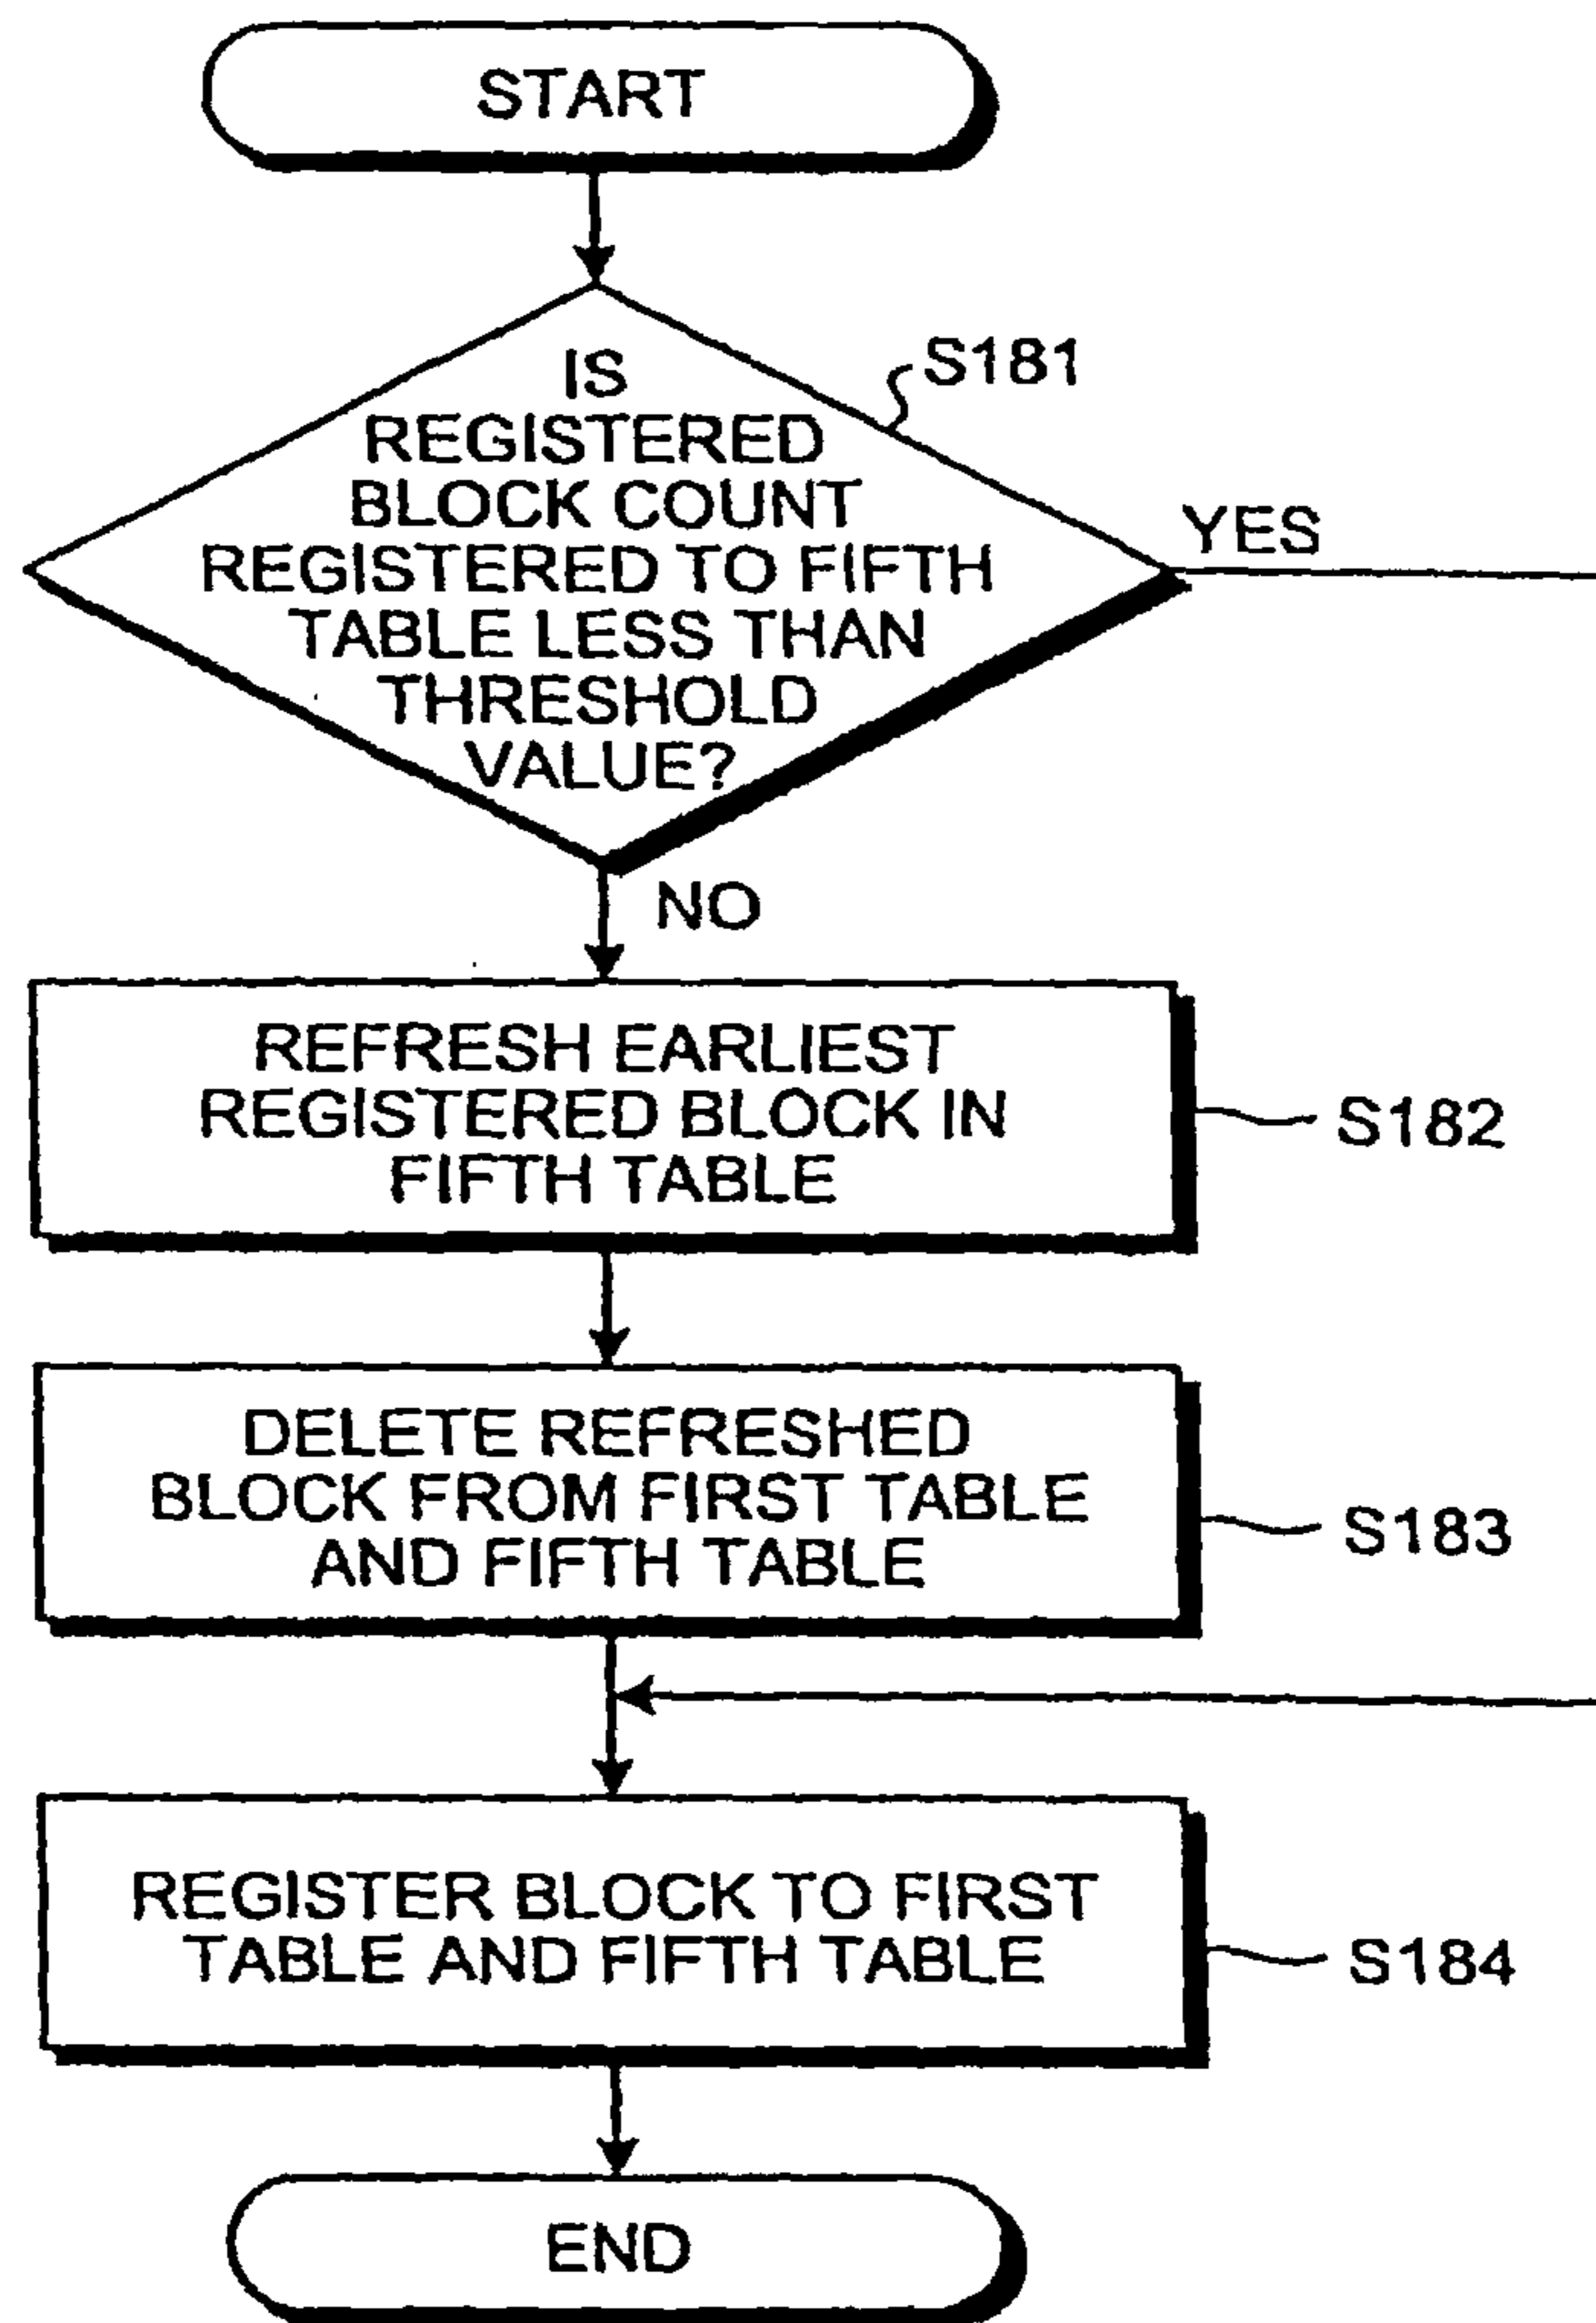 START
IS
REGISTERED
BLOCK COUNT
REGISTERED TO FIFTH
TABLE LESS THAN
THRESHOLD
VALUE?
S181
YES
NO
REFRESH EARLIEST
REGISTERED BLOCK IN
FIFTH TABLE
S182
DELETE REFRESHED
BLOCK FROM FIRST TABLE
AND FIFTH TABLE
S183
REGISTER BLOCK TO FIRST
TABLE AND FIFTH TABLE
S184
END